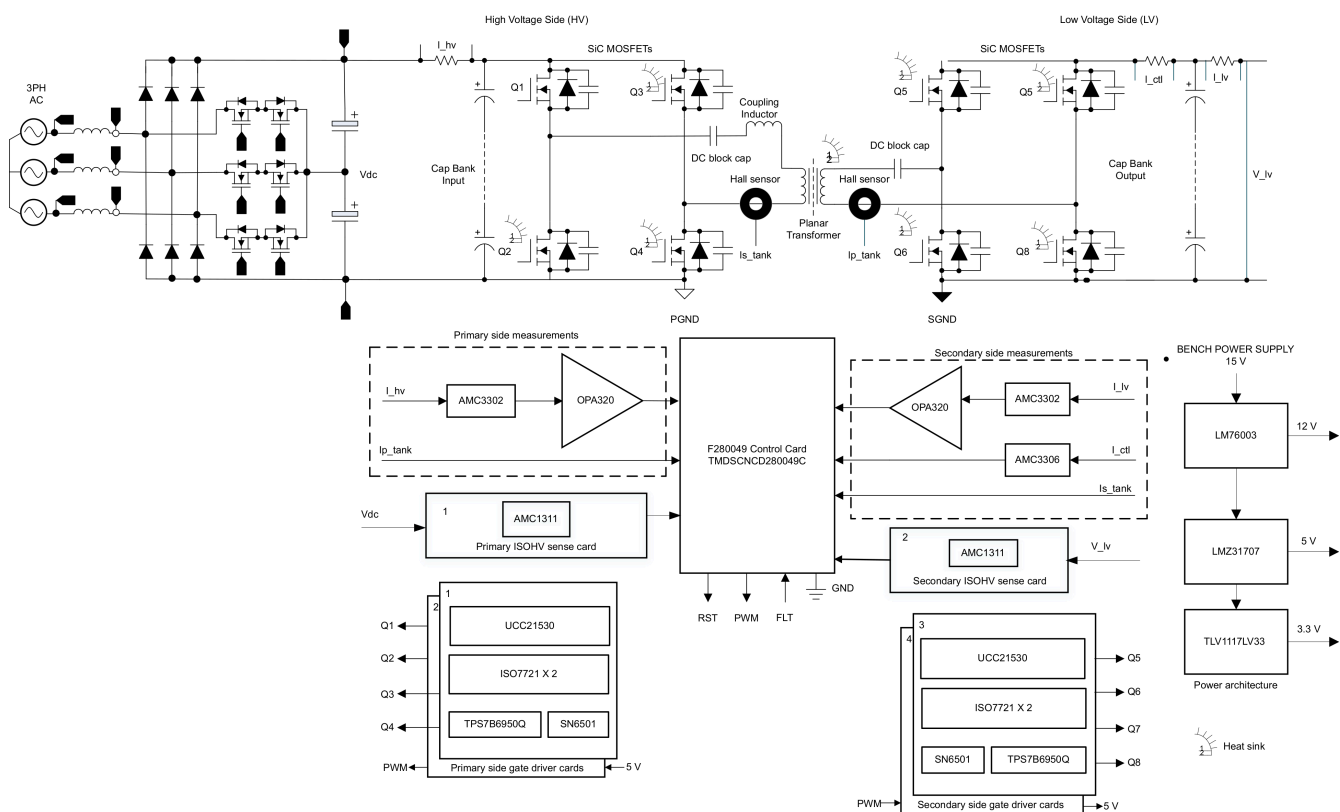 High Voltage Side (HV)
Low Voltage Side (LV)
3PH
AC
I_hv
SiC MOSFETs
SiC MOSFETs
Q1
Q3
Coupling
Inductor
DC block cap
Q5
Q5
I_ctl
I_lv
+
+
+
+
+
+
Vdc
Cap Bank
Input
Hall sensor
DC block cap
Hall sensor
Cap Bank
Output
V_lv
Planar
Transformer
Q2
Q4
Is_tank
Ip_tank
Q6
Q8
PGND
SGND
Primary side measurements
I_hv
AMC3302
OPA320
Ip_tank
Vdc
1
AMC1311
Primary ISOHV sense card
F280049 Control Card
TMDSCNCD280049C
RST
PWM
FLT
GND
Secondary side measurements
OPA320
AMC3302
I_lv
AMC3306
I_ctl
Is_tank
2
AMC1311
V_lv
Secondary ISOHV sense card
BENCH POWER SUPPLY
15 V
LM76003
12 V
LMZ31707
5 V
TLV1117LV33
3.3 V
Power architecture
1
2
UCC21530
ISO7721 X 2
TPS7B6950Q
SN6501
Q1
Q2
Q3
Q4
PWM
Primary side gate driver cards
5 V
3
4
UCC21530
ISO7721 X 2
SN6501
TPS7B6950Q
Q5
Q6
Q7
Q8
PWM
Secondary side gate driver cards
5 V
Heat sink